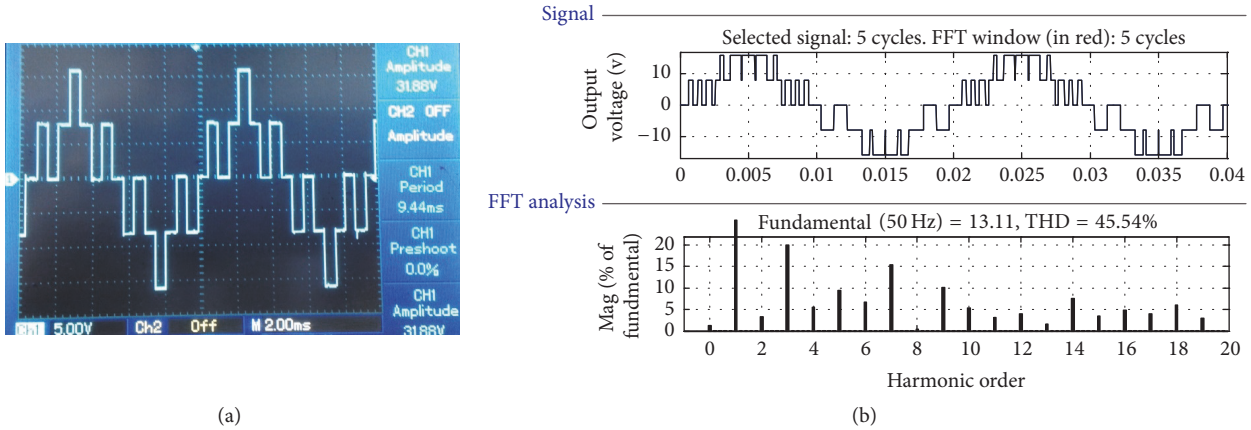 CH1
Amplitude
31.88V
CH2 OFF
Amplitude
CH1
Period
9.44ms
CH1
Preshoot
0.0%
CH1
Amplitude
31.88V
1
Ch1 5.00V Ch2 Off M 2.00ms
(a)
Signal
Selected signal: 5 cycles. FFT window (in red): 5 cycles
Output
voltage (v)
10
0
−10
0 0.005 0.01 0.015 0.02 0.025 0.03 0.035 0.04
FFT analysis
Fundamental (50 Hz) = 13.11, THD = 45.54%
Mag (% of
fundmental)
20
15
10
5
0
0 2 4 6 8 10 12 14 16 18 20
Harmonic order
(b)